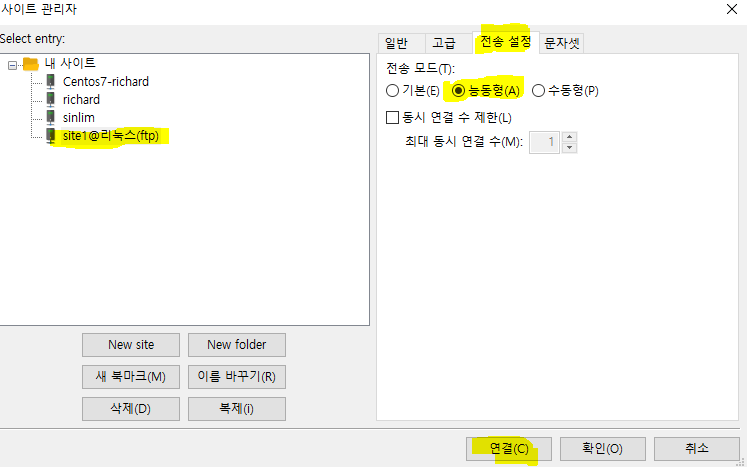 사이트 관리자
Select entry:
내 사이트
Centos7-richard
richard
sinlim
site1@리눅스(ftp)
New site New folder
새 북마크(M) 이름 바꾸기(R)
삭제(D) 복제(i)
일반 고급 전송 설정 문자셋
전송 모드(T):
기본(E) 능동형(A) 수동형(P)
동시 연결 수 제한(L)
최대 동시 연결 수(M): 1
연결(C) 확인(O) 취소